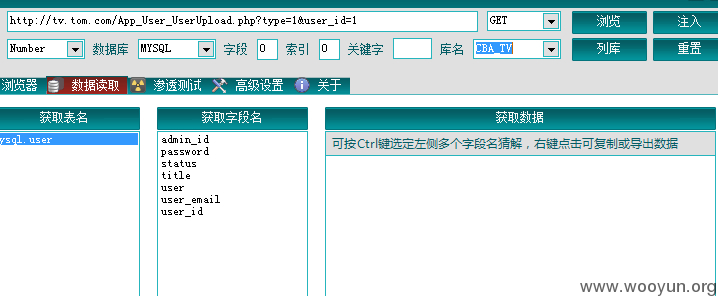 http://tv.tom.com/App_User_UserUpload.php?type=1&user_id=1 GET 浏览 注入
Number 数据库 MYSQL 字段 0 索引 0 关键字 库名 CBA_TV 列库 重置
浏览器 数据读取 渗透测试 高级设置 关于
获取表名 获取字段名 获取数据
ysql.user
admin_id
password
status
title
user
user_email
user_id
可按Ctrl键选定左侧多个字段名猜解，右键点击可复制或导出数据
www.wooyun.org